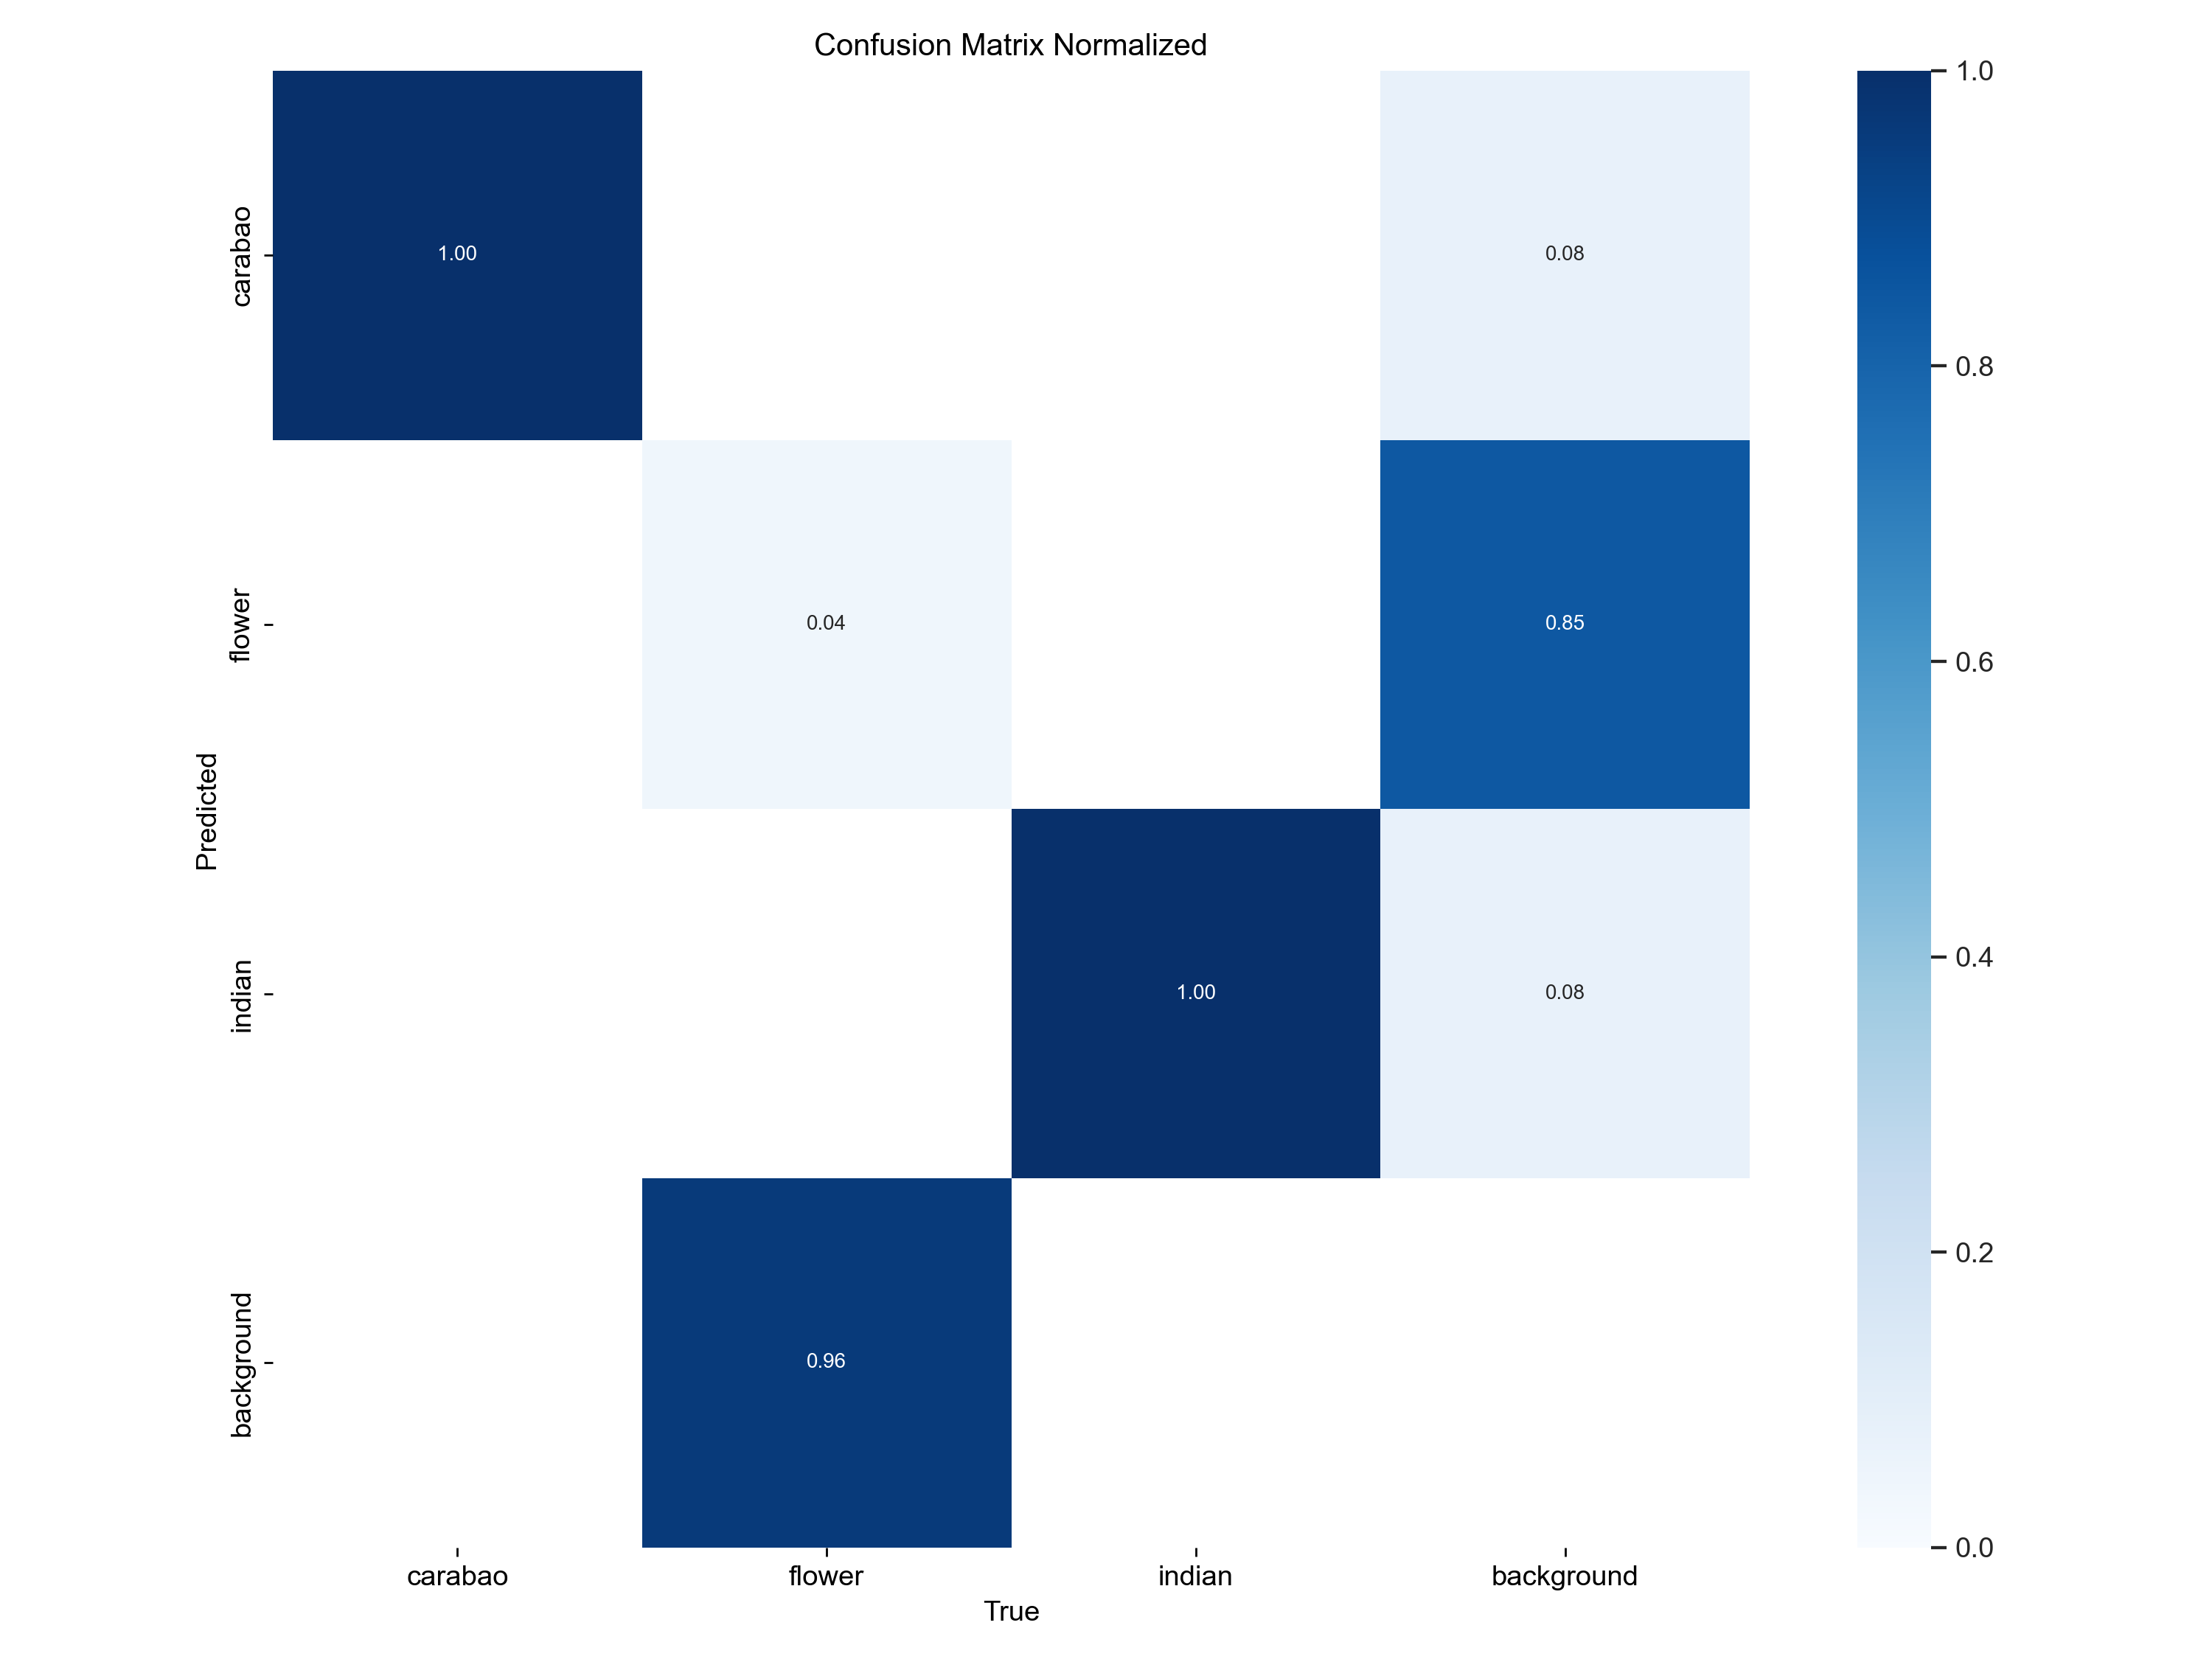 Confusion Matrix Normalized
carabao
1.00
0.08
flower
0.04
0.85
indian
1.00
0.08
background
0.96
Predicted
carabao
flower
indian
background
True
1.0
0.8
0.6
0.4
0.2
0.0